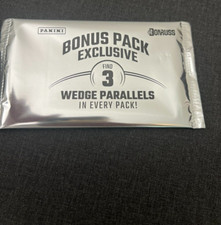 PANINI
DONRUSS
BONUS PACK
EXCLUSIVE
FIND
3
WEDGE PARALLELS
IN EVERY PACK!